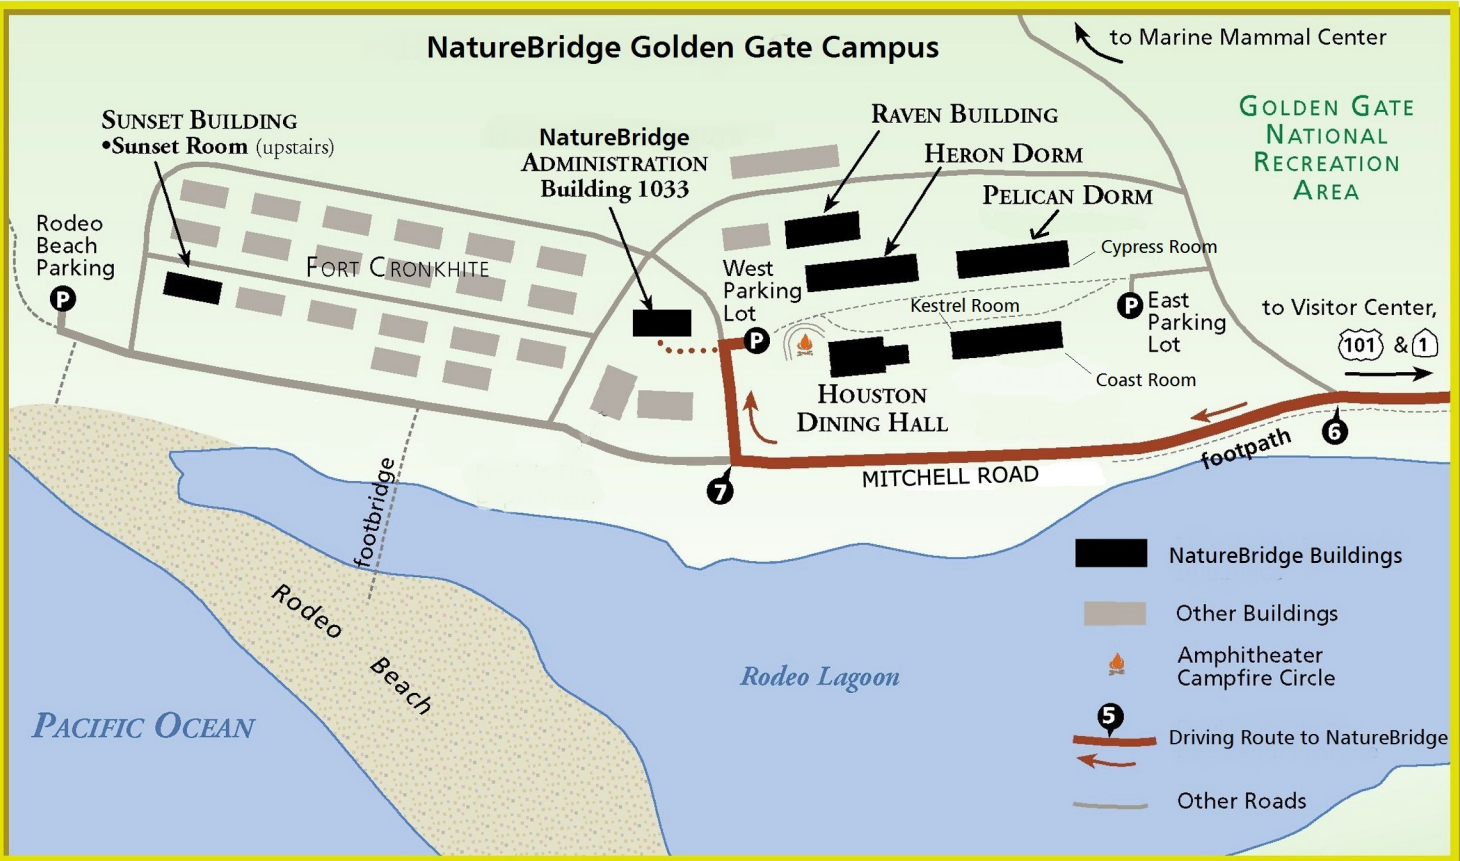 NatureBridge Golden Gate Campus
to Marine Mammal Center
GOLDEN GATE
NATIONAL
RECREATION
AREA
SUNSET BUILDING
•Sunset Room (upstairs)
NatureBridge
ADMINISTRATION
Building 1033
RAVEN BUILDING
HERON DORM
PELICAN DORM
Rodeo
Beach
Parking
P
FORT CRONKHITE
West
Parking
Lot
P
Cypress Room
Kestrel Room
P
East
Parking
Lot
to Visitor Center,
101 & 1
Coast Room
HOUSTON
DINING HALL
6
footpath
MITCHELL ROAD
7
footbridge
Rodeo
Beach
Rodeo Lagoon
PACIFIC OCEAN
NatureBridge Buildings
Other Buildings
Amphitheater
Campfire Circle
5
Driving Route to NatureBridge
Other Roads